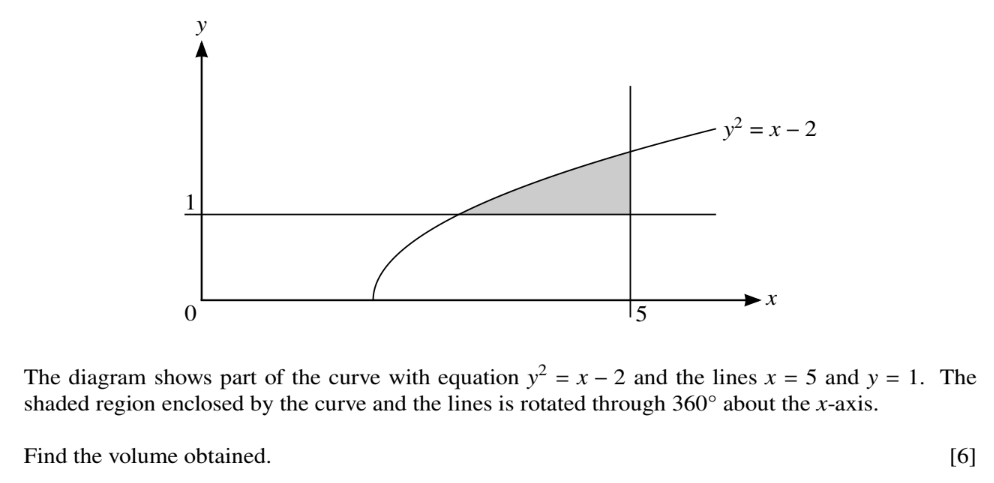 y
y² = x – 2
1
0
5
x
The diagram shows part of the curve with equation y² = x – 2 and the lines x = 5 and y = 1. The
shaded region enclosed by the curve and the lines is rotated through 360° about the x-axis.
Find the volume obtained. [6]